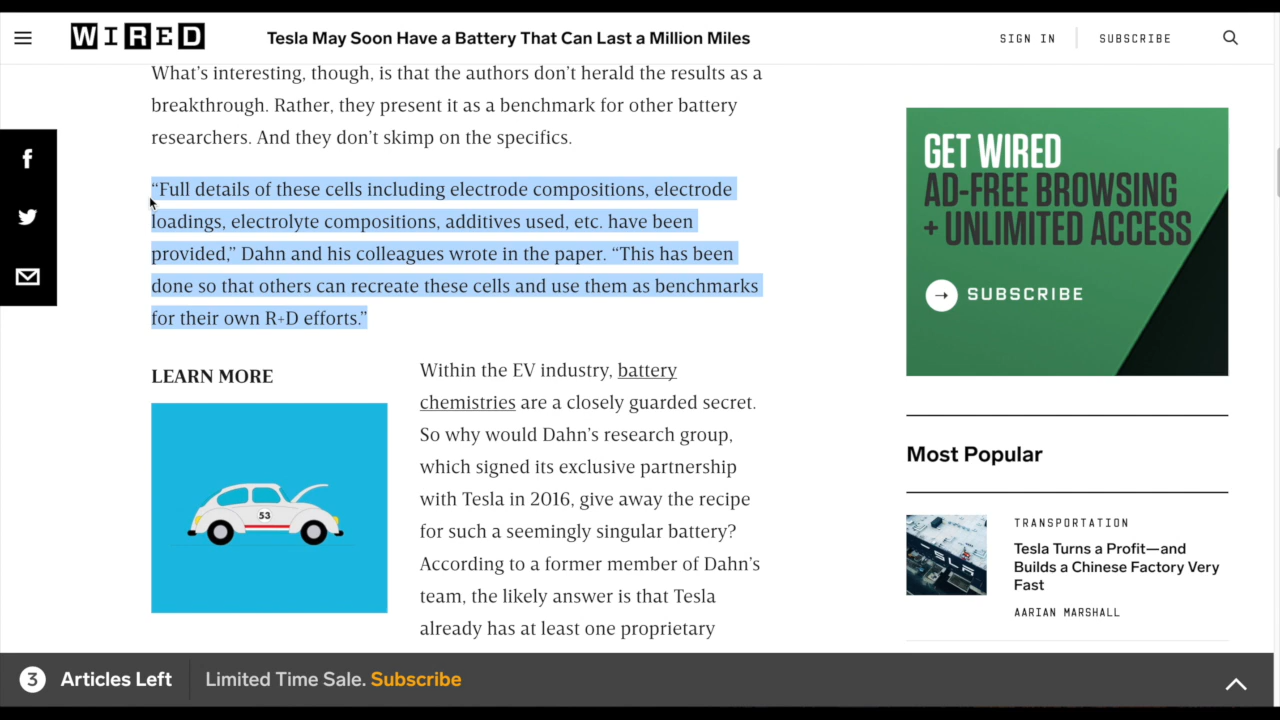 WIRED
Tesla May Soon Have a Battery That Can Last a Million Miles
SIGN IN
SUBSCRIBE
What’s interesting, though, is that the authors don’t herald the results as a
breakthrough. Rather, they present it as a benchmark for other battery
researchers. And they don’t skimp on the specifics.
“Full details of these cells including electrode compositions, electrode
loadings, electrolyte compositions, additives used, etc. have been
provided,” Dahn and his colleagues wrote in the paper. “This has been
done so that others can recreate these cells and use them as benchmarks
for their own R+D efforts.”
LEARN MORE
53
Within the EV industry, battery
chemistries are a closely guarded secret.
So why would Dahn’s research group,
which signed its exclusive partnership
with Tesla in 2016, give away the recipe
for such a seemingly singular battery?
According to a former member of Dahn’s
team, the likely answer is that Tesla
already has at least one proprietary
GET WIRED
AD-FREE BROWSING
+ UNLIMITED ACCESS
SUBSCRIBE
Most Popular
TESLA
TRANSPORTATION
Tesla Turns a Profit—and
Builds a Chinese Factory Very
Fast
AARIAN MARSHALL
3 Articles Left
Limited Time Sale. Subscribe